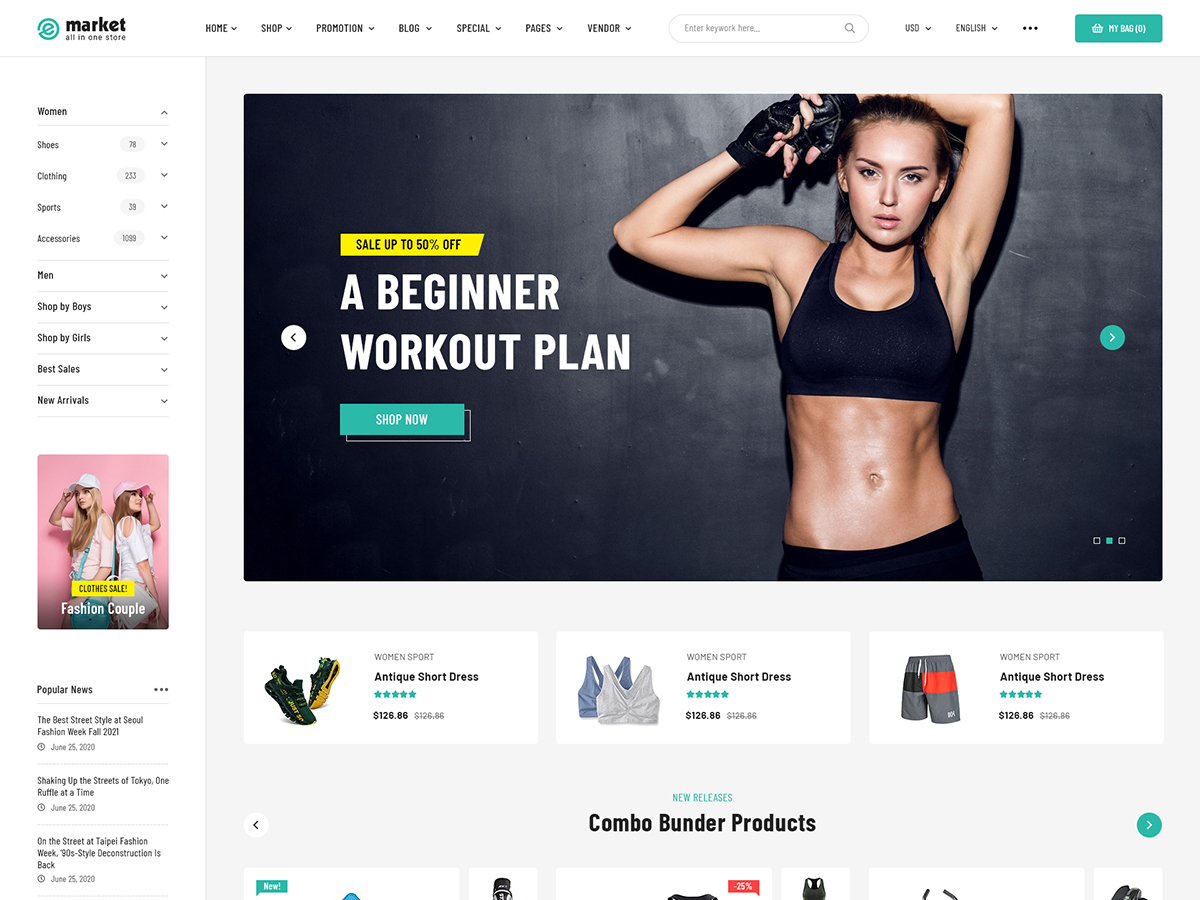 market
all in one store
HOME
SHOP
PROMOTION
BLOG
SPECIAL
PAGES
VENDOR
Enter keywork here...
USD
ENGLISH
MY BAG (0)
Women
Shoes 78
Clothing 233
Sports 39
Accessories 1099
Men
Shop by Boys
Shop by Girls
Best Sales
New Arrivals
SALE UP TO 50% OFF
A BEGINNER
WORKOUT PLAN
SHOP NOW
CLOTHES SALE!
Fashion Couple
Popular News
The Best Street Style at Seoul
Fashion Week Fall 2021
June 25, 2020
Shaking Up the Streets of Tokyo, One
Ruffle at a Time
June 25, 2020
On the Street at Taipei Fashion
Week, '90s-Style Deconstruction Is
Back
June 25, 2020
WOMEN SPORT
Antique Short Dress
$126.86 $126.86
WOMEN SPORT
Antique Short Dress
$126.86 $126.86
WOMEN SPORT
Antique Short Dress
$126.86 $126.86
NEW RELEASES
Combo Bunder Products
New!
-25%